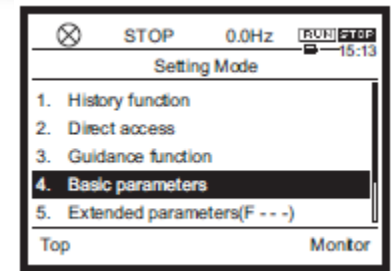 STOP 0.0Hz RUN STOP
15:13
Setting Mode
1. History function
2. Direct access
3. Guidance function
4. Basic parameters
5. Extended parameters(F - - -)
Top Monitor